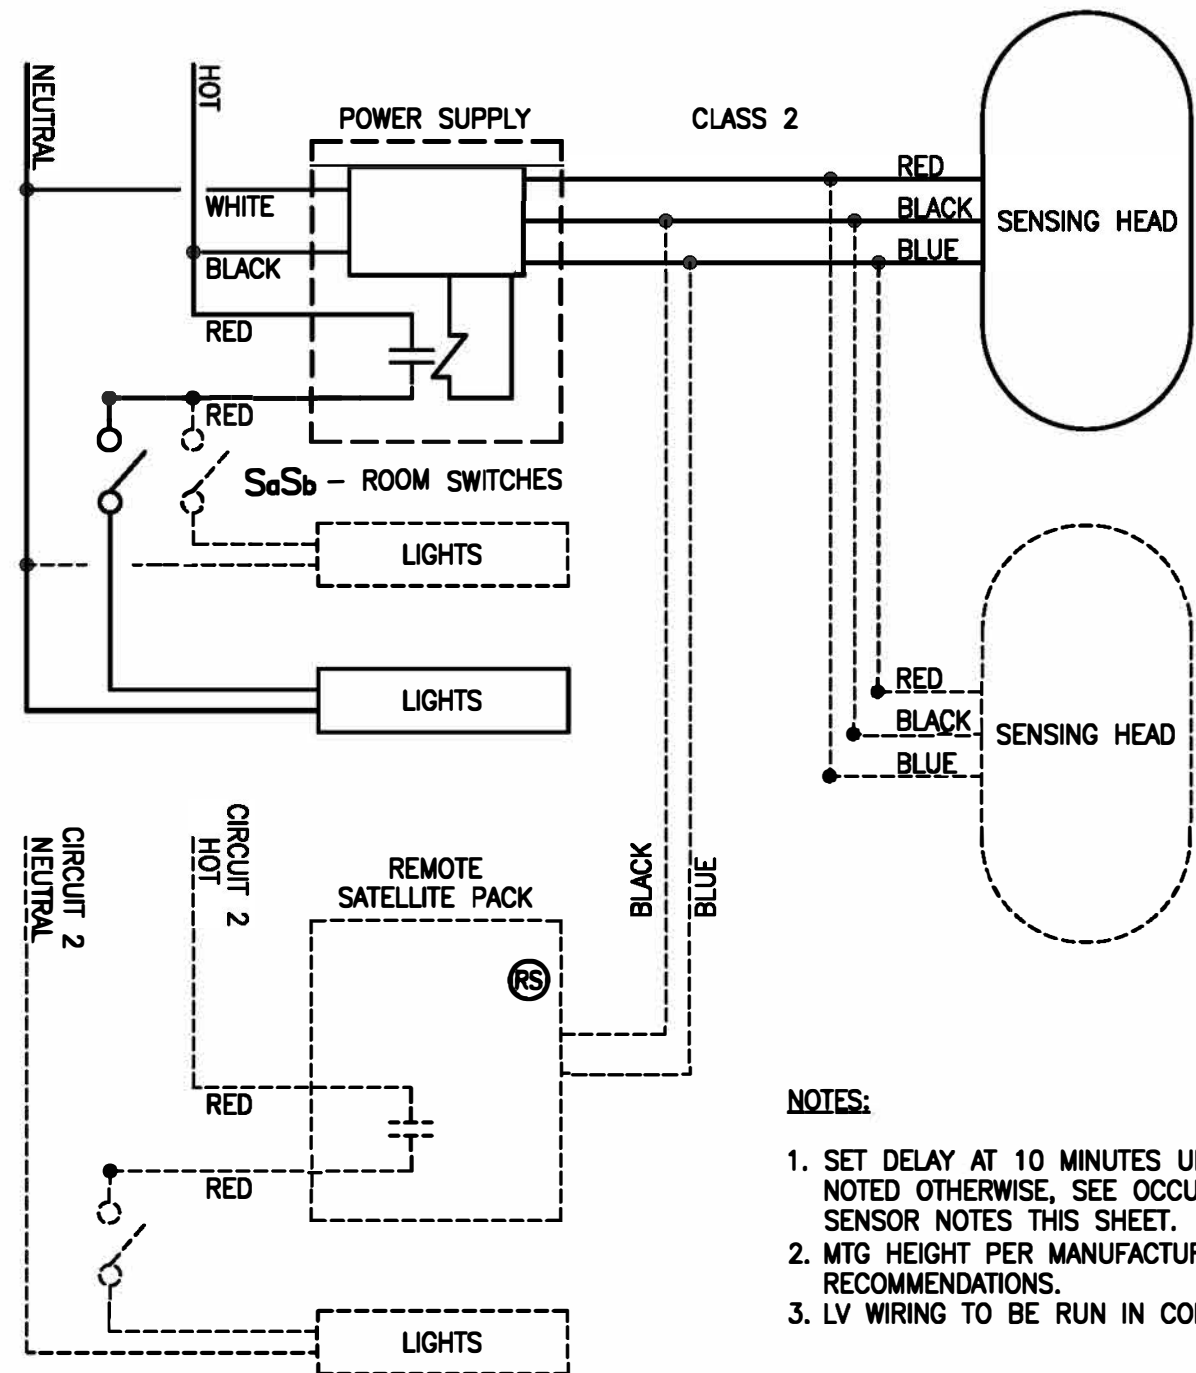 NEUTRAL
HOT
POWER SUPPLY
CLASS 2
WHITE
BLACK
RED
RED
RED
BLACK
BLUE
SENSING HEAD
SaSb - ROOM SWITCHES
LIGHTS
LIGHTS
RED
BLACK
BLUE
SENSING HEAD
BLACK
BLUE
CIRCUIT 2
NEUTRAL
CIRCUIT 2
HOT
REMOTE
SATELLITE PACK
RS
RED
RED
LIGHTS
NOTES:
1. SET DELAY AT 10 MINUTES
NOTED OTHERWISE, SEE
SENSOR NOTES THIS SHEET.
2. MTG HEIGHT PER
RECOMMENDATIONS.
3. LV WIRING TO BE RUN IN